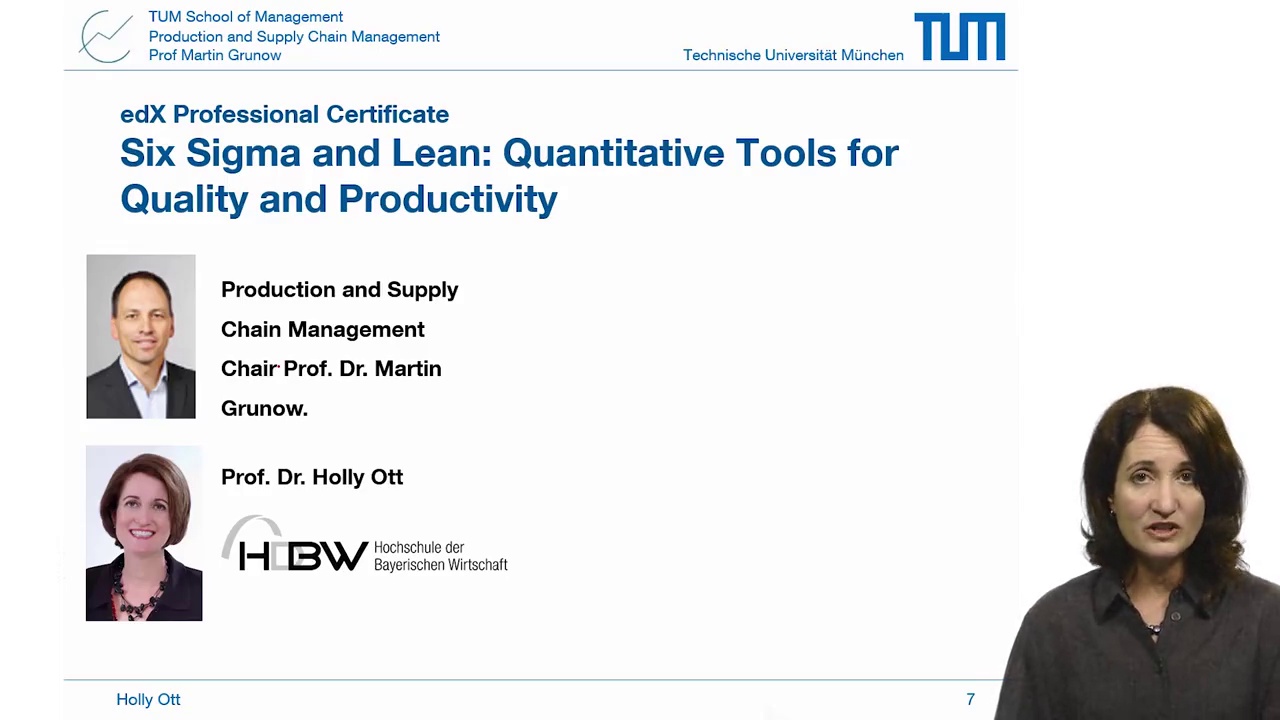 TUM School of Management
Production and Supply Chain Management
Prof Martin Grunow
Technische Universität München
TUM
edX Professional Certificate
Six Sigma and Lean: Quantitative Tools for
Quality and Productivity
Production and Supply
Chain Management
Chair Prof. Dr. Martin
Grunow.
Prof. Dr. Holly Ott
HDBW Hochschule der
Bayerischen Wirtschaft
Holly Ott
7